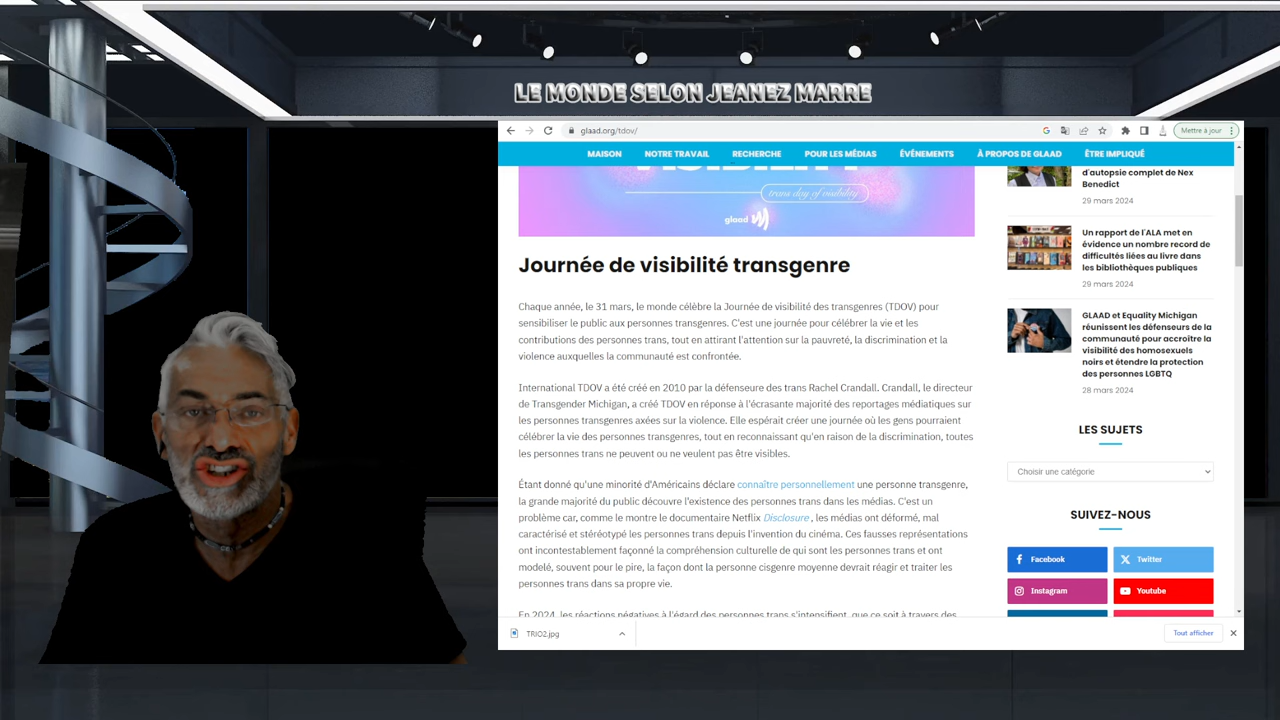 LE MONDE SELON JEANEZ MARRE
glaad.org/tdov/
Mettre à jour
MAISON NOTRE TRAVAIL RECHERCHE POUR LES MÉDIAS ÉVÉNEMENTS À PROPOS DE GLAAD ÊTRE IMPLIQUÉ
trans day of visibility
glaad
Journée de visibilité transgenre
Chaque année, le 31 mars, le monde célèbre la Journée de visibilité des transgenres (TDOV) pour
sensibiliser le public aux personnes transgenres. C'est une journée pour célébrer la vie et les
contributions des personnes trans, tout en attirant l'attention sur la pauvreté, la discrimination et la
violence auxquelles la communauté est confrontée.
International TDOV a été créé en 2010 par la défenseure des trans Rachel Crandall. Crandall, le directeur
de Transgender Michigan, a créé TDOV en réponse à l'écrasante majorité des reportages médiatiques sur
les personnes transgenres axées sur la violence. Elle espérait créer une journée où les gens pourraient
célébrer la vie des personnes transgenres, tout en reconnaissant qu'en raison de la discrimination, toutes
les personnes trans ne peuvent ou ne veulent pas être visibles.
Étant donné qu'une minorité d'Américains déclare connaître personnellement une personne transgenre,
la grande majorité du public découvre l'existence des personnes trans dans les médias. C'est un
problème car, comme le montre le documentaire Netflix Disclosure , les médias ont déformé, mal
caractérisé et stéréotypé les personnes trans depuis l'invention du cinéma. Ces fausses représentations
ont incontestablement façonné la compréhension culturelle de qui sont les personnes trans et ont
modelé, souvent pour le pire, la façon dont la personne cisgenre moyenne devrait réagir et traiter les
personnes trans dans sa propre vie.
En 2024, les réactions négatives à l'égard des personnes trans s'intensifient, que ce soit à travers des
d'autopsie complet de Nex
Benedict
29 mars 2024
Un rapport de l'ALA met en
évidence un nombre record de
difficultés liées au livre dans
les bibliothèques publiques
29 mars 2024
GLAAD et Equality Michigan
réunissent les défenseurs de la
communauté pour accroître la
visibilité des homosexuels
noirs et étendre la protection
des personnes LGBTQ
28 mars 2024
LES SUJETS
Choisir une catégorie
SUIVEZ-NOUS
Facebook
Twitter
Instagram
Youtube
TRIO2.jpg
Tout afficher